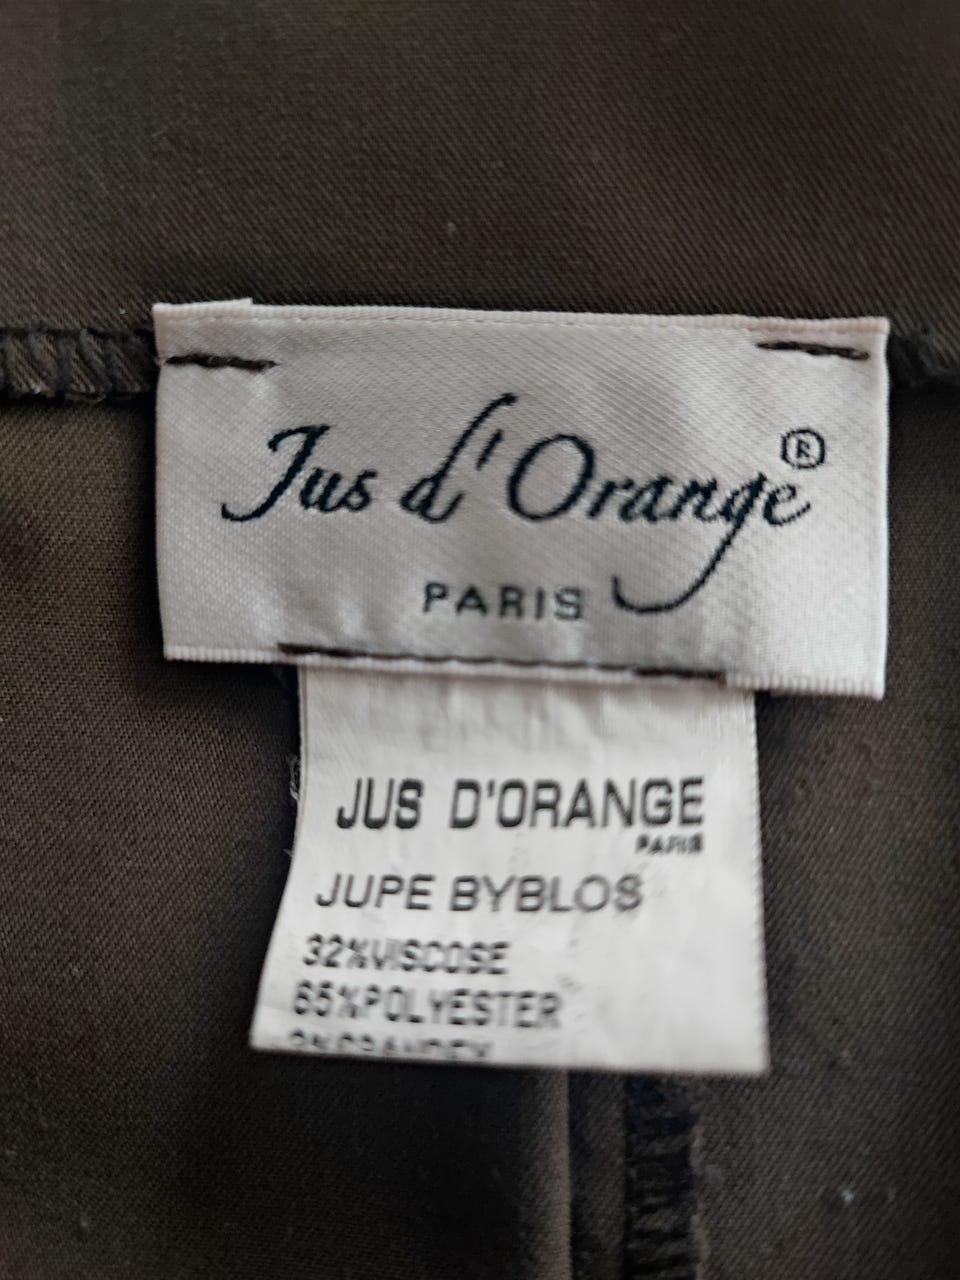 Jus d'Orange ®
PARIS
JUS D'ORANGE
PARIS
JUPE BYBLOS
32%VISCOSE
65%POLYESTER